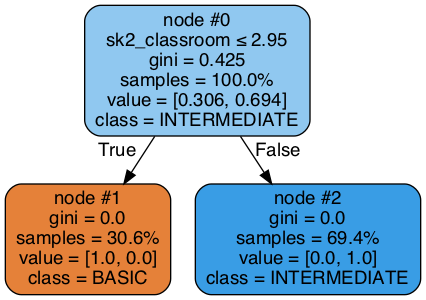 node #0
sk2_classroom ≤ 2.95
gini = 0.425
samples = 100.0%
value = [0.306, 0.694]
class = INTERMEDIATE
True
False
node #1
gini = 0.0
samples = 30.6%
value = [1.0, 0.0]
class = BASIC
node #2
gini = 0.0
samples = 69.4%
value = [0.0, 1.0]
class = INTERMEDIATE